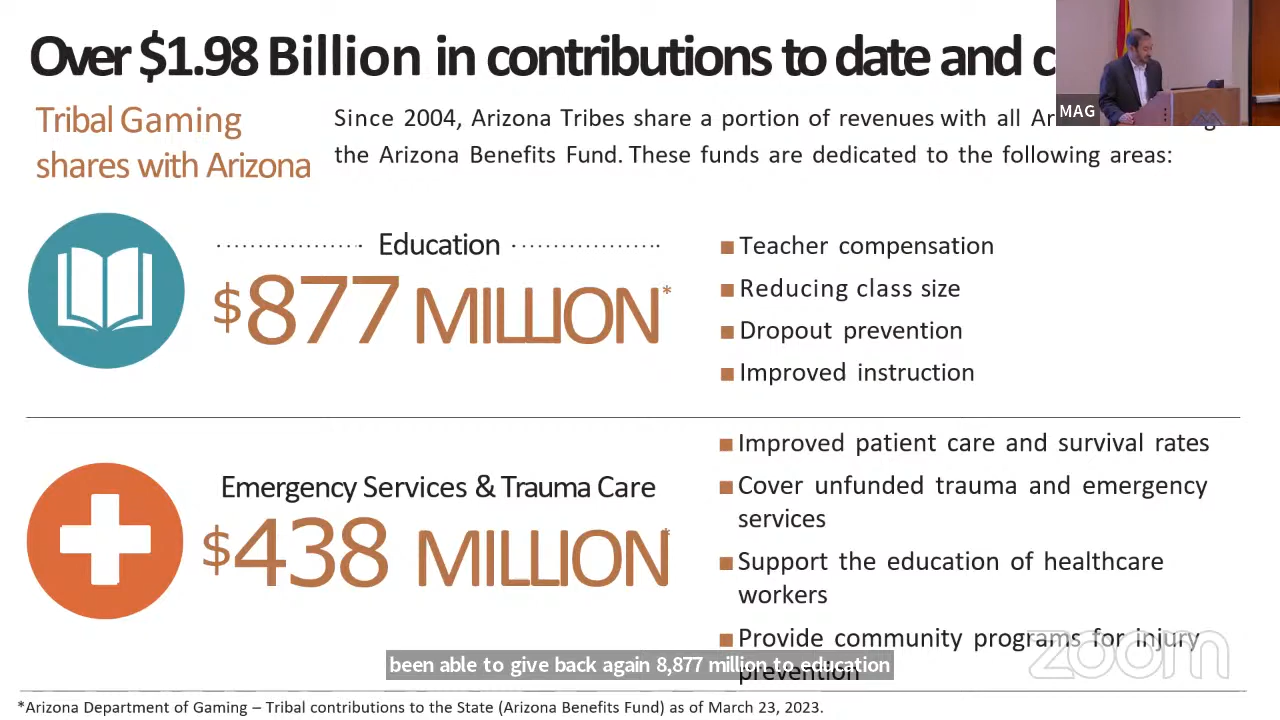 Over $1.98 Billion in contributions to date and
MAG
Tribal Gaming
shares with Arizona
Since 2004, Arizona Tribes share a portion of revenues with all
the Arizona Benefits Fund. These funds are dedicated to the following areas:
Education
$877 MILLION*
■ Teacher compensation
■ Reducing class size
■ Dropout prevention
■ Improved instruction
Emergency Services & Trauma Care
$438 MILLION*
■ Improved patient care and survival rates
■ Cover unfunded trauma and emergency
services
■ Support the education of healthcare
workers
■ Provide community programs for injury
prevention
zoom
been able to give back again 8,877 million to education
*Arizona Department of Gaming – Tribal contributions to the State (Arizona Benefits Fund) as of March 23, 2023.